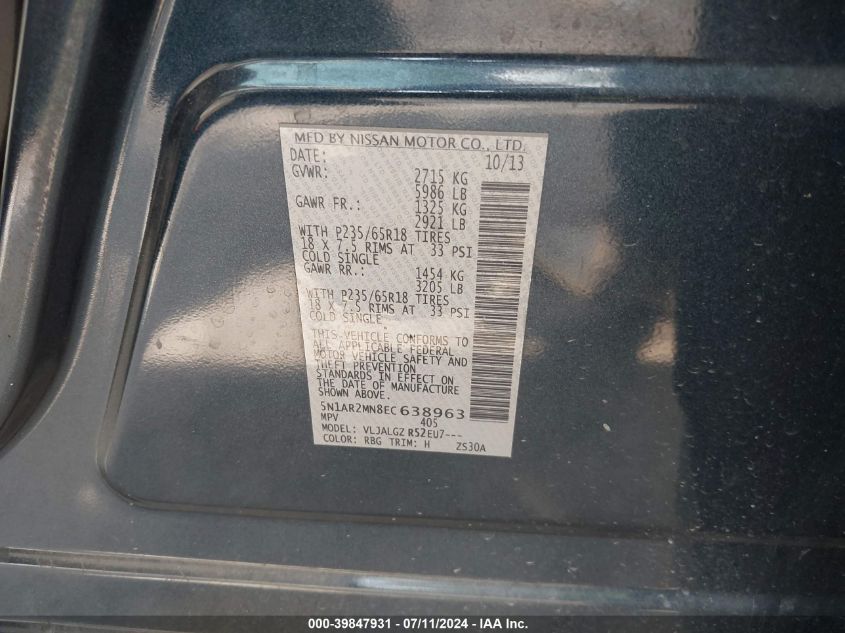 MFD BY NISSAN MOTOR CO., LTD.
DATE: 10/13
GVWR: 2715 KG
5986 LB
GAWR FR.: 1325 KG
2921 LB
WITH P235/65R18 TIRES
18 X 7.5 RIMS AT 33 PSI
COLD SINGLE
GAWR RR.: 1454 KG
3205 LB
WITH P235/65R18 TIRES
18 X 7.5 RIMS AT 33 PSI
COLD SINGLE
THIS VEHICLE CONFORMS TO
ALL APPLICABLE FEDERAL
MOTOR VEHICLE SAFETY AND
THEFT PREVENTION
STANDARDS IN EFFECT ON
THE DATE OF MANUFACTURE
SHOWN ABOVE.
5N1AR2MN8EC638963
MPV 405
MODEL: VLJALGZ R52EU7---
COLOR: RBG TRIM: H ZS30A
000-39847931 - 07/11/2024 - IAA Inc.